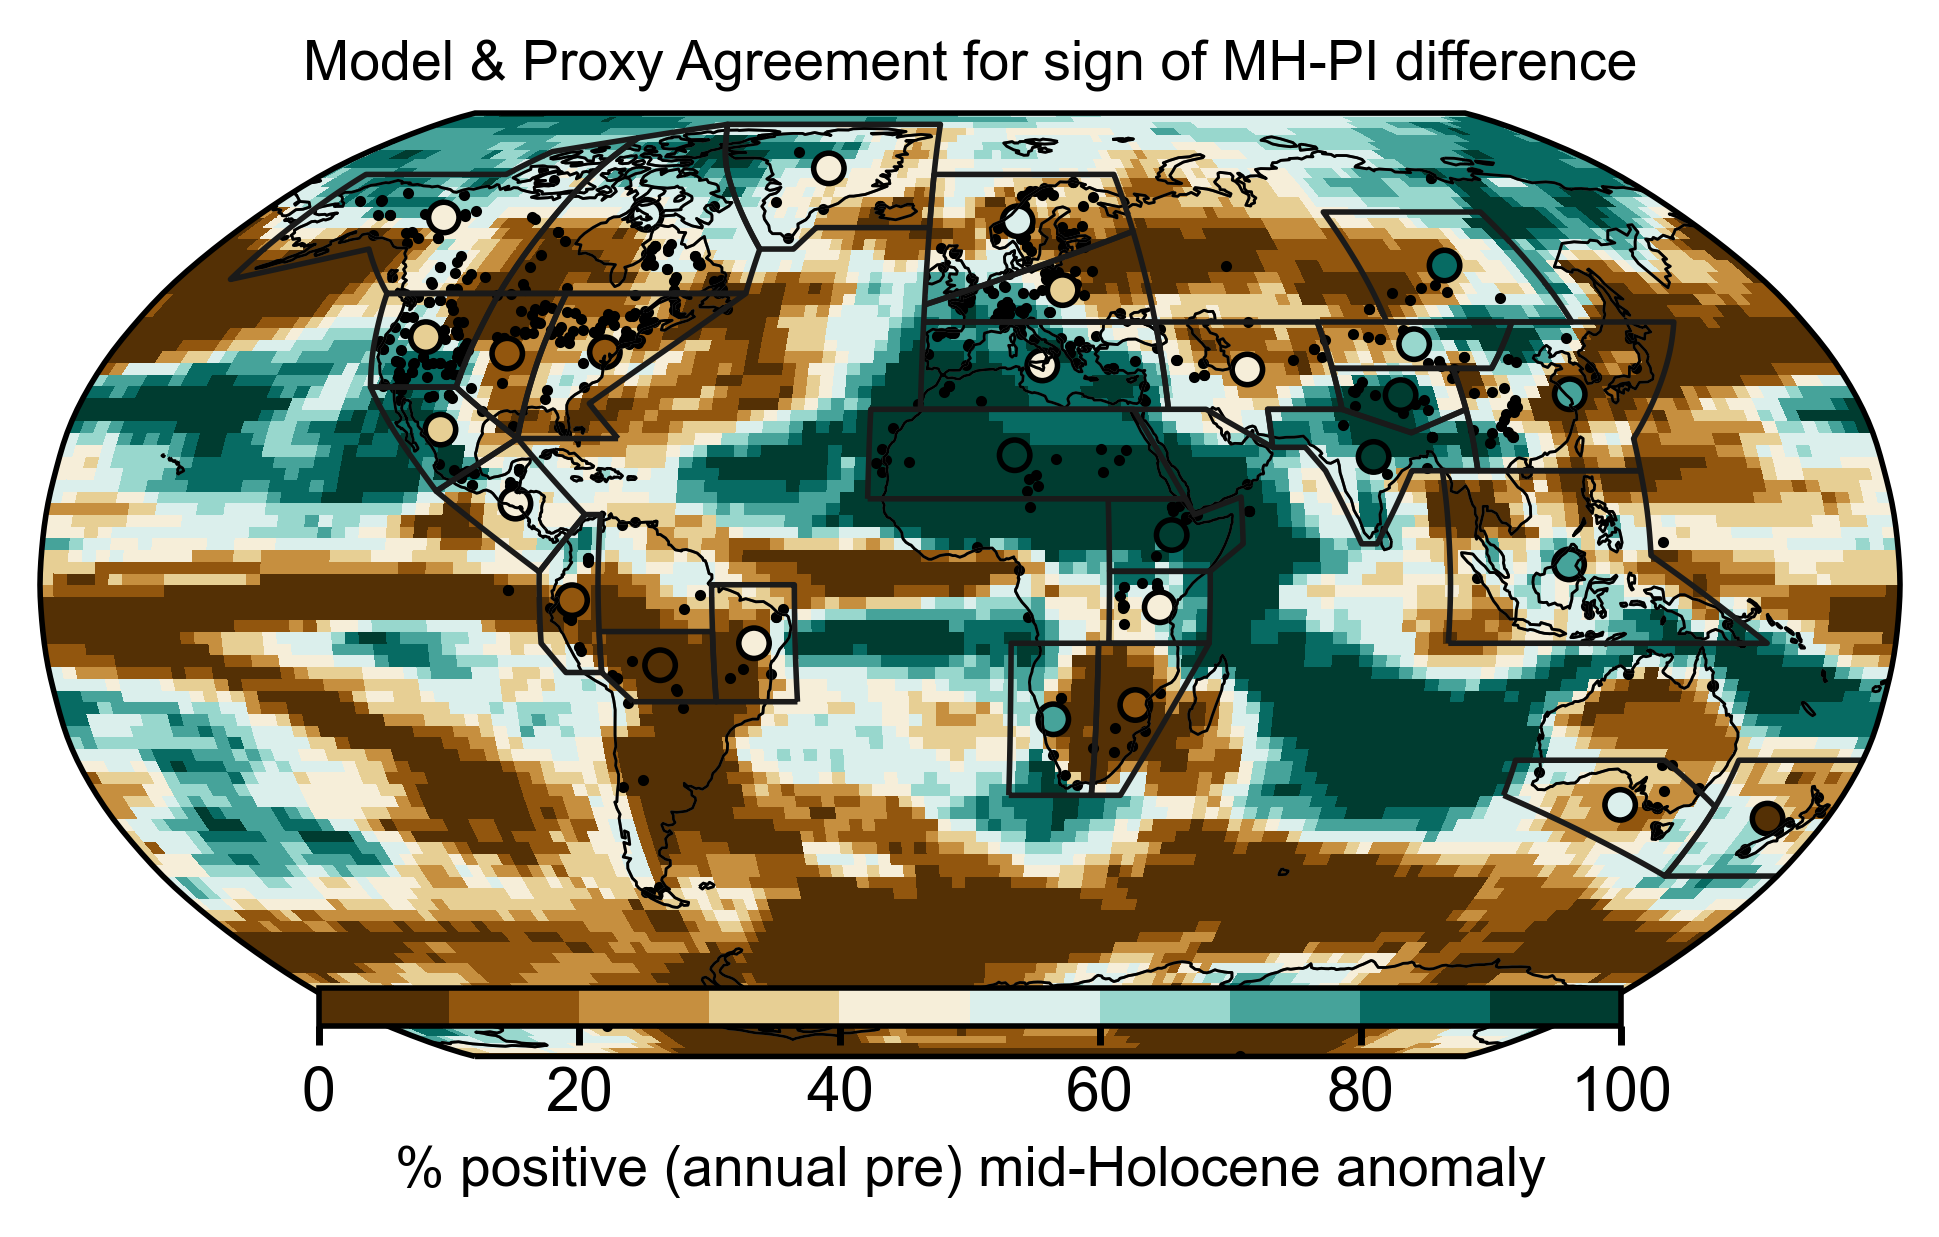 Model & Proxy Agreement for sign of MH-PI difference
0 20 40 60 80 100
% positive (annual pre) mid-Holocene anomaly